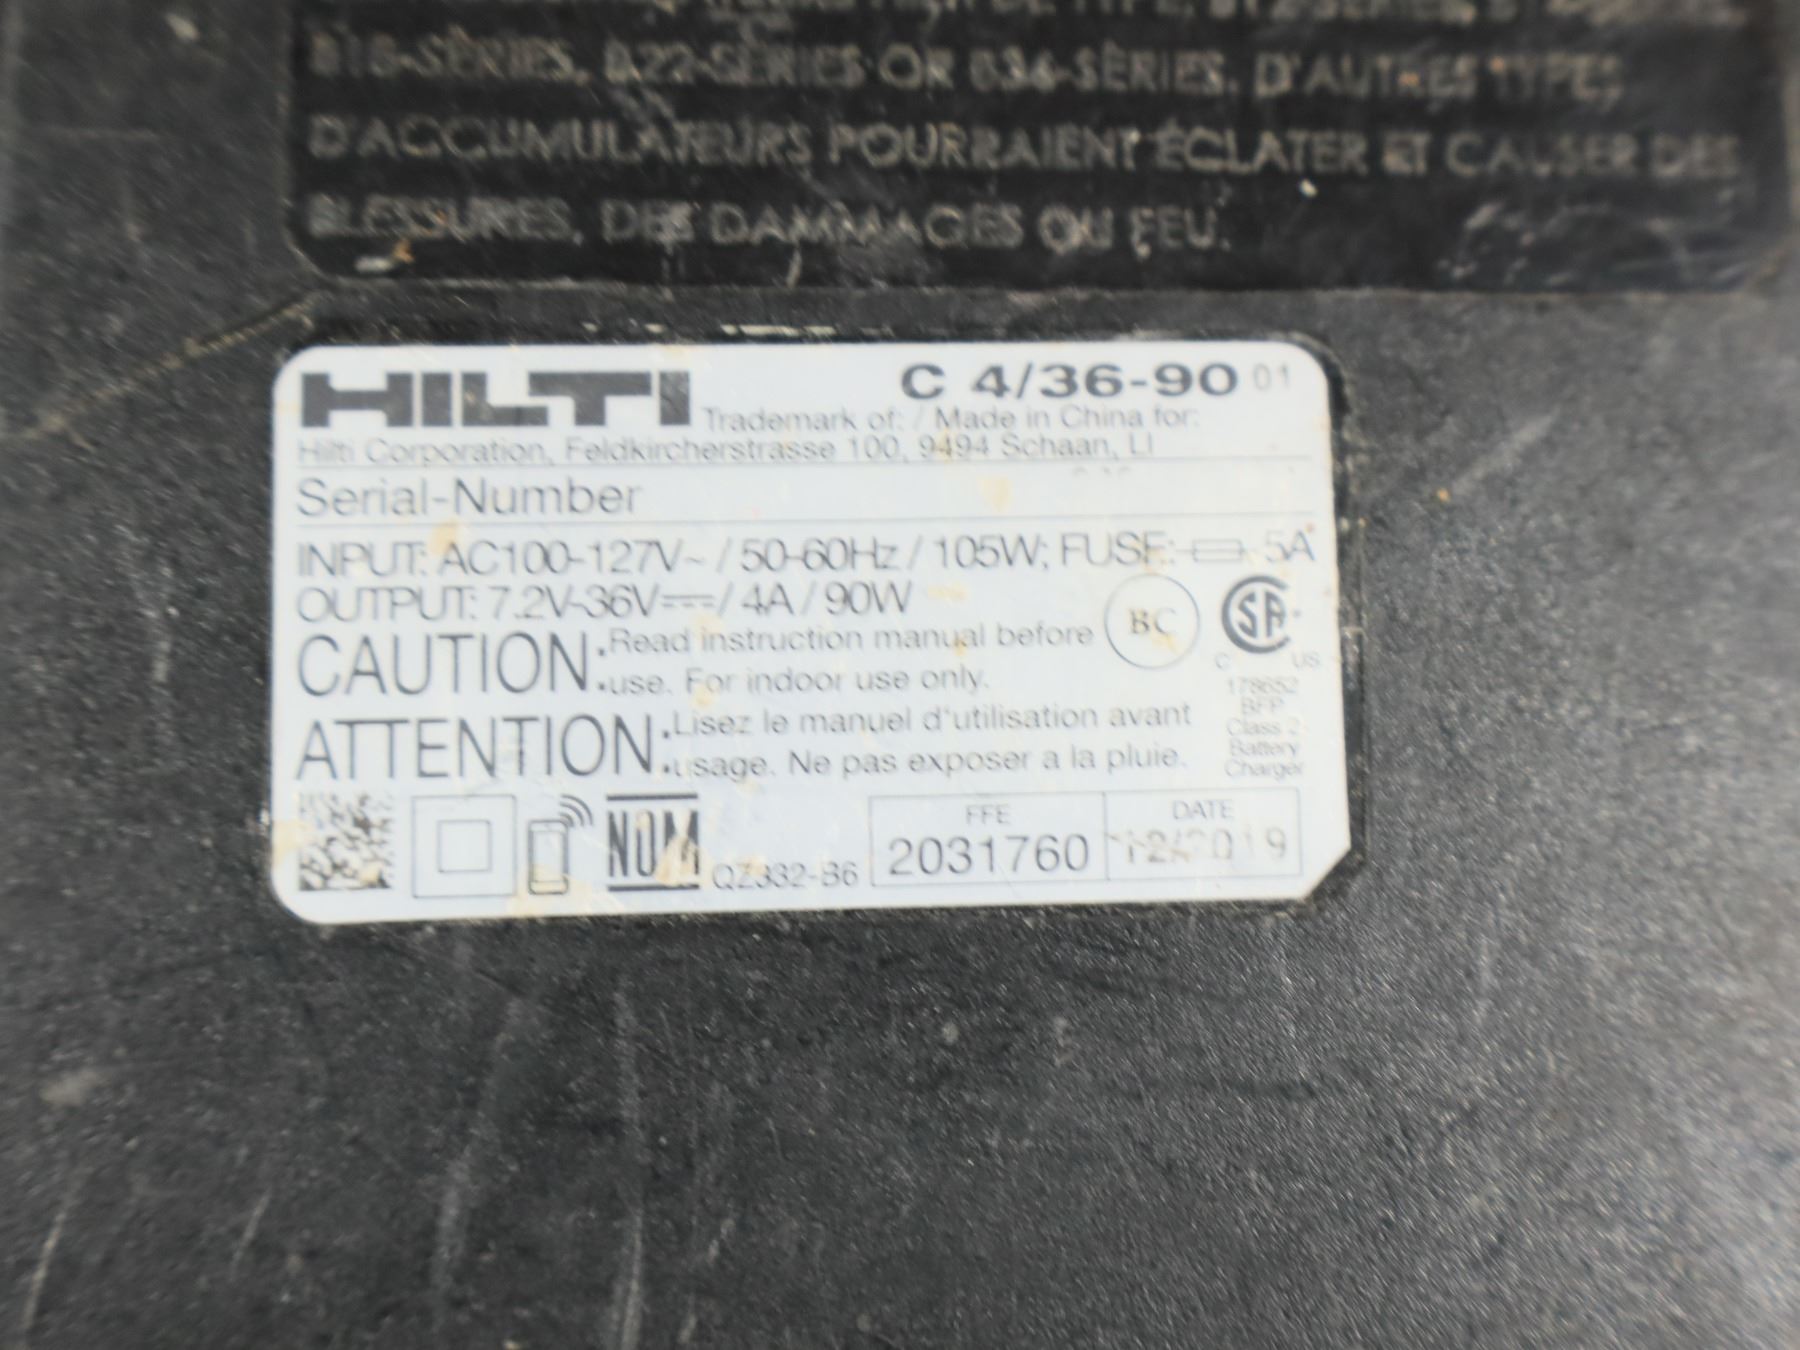 B22-SÉRIES OR B36-SÉRIES. D'AUTRES TYPES
D'ACCUMULATEURS POURRAIENT ÉCLATER ET CAUSER DES
BLESSURES, DES DAMMAGES OU FEU.
HILTI C 4/36-90 01
Trademark of: / Made in China for:
Hilti Corporation, Feldkircherstrasse 100, 9494 Schaan, LI
Serial-Number
INPUT: AC100-127V~ / 50-60Hz / 105W; FUSE: 5A
OUTPUT: 7.2V-36V⎓ / 4A / 90W
CAUTION: Read instruction manual before
use. For indoor use only.
ATTENTION: Lisez le manuel d'utilisation avant
usage. Ne pas exposer a la pluie.
BC
C US
178652
BFP
Class 2
Battery
Charger
NOM
QZ332-B6
FFE
2031760
DATE
12/2019